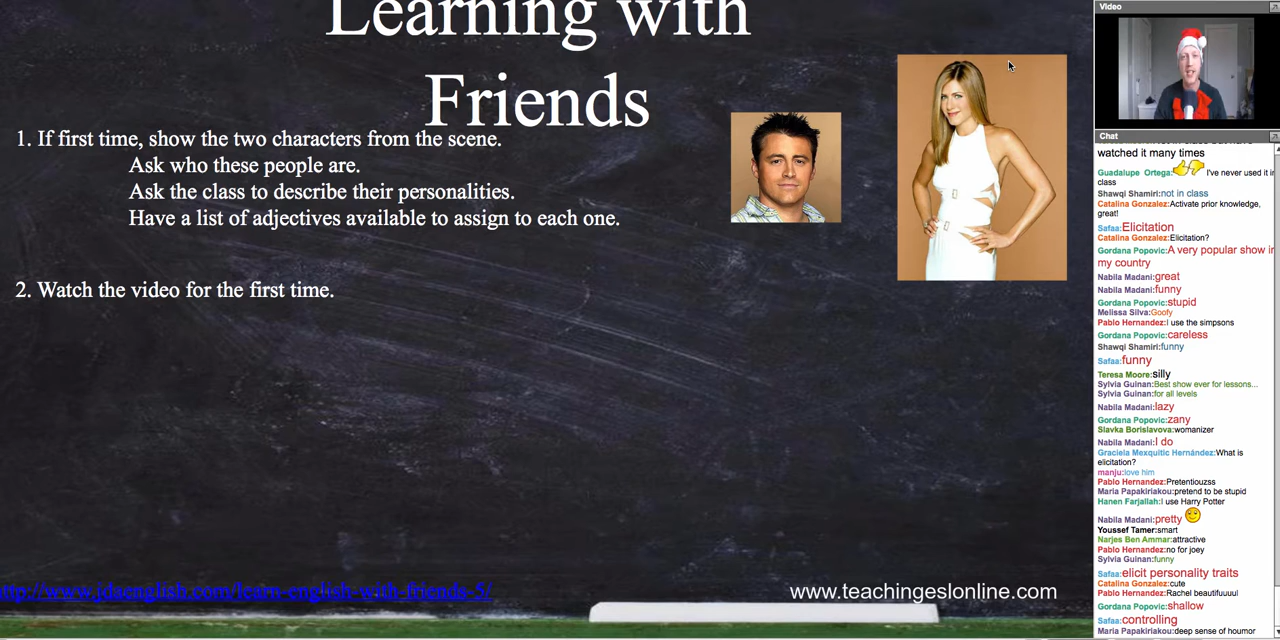 Learning with
Friends
1. If first time, show the two characters from the scene.
Ask who these people are.
Ask the class to describe their personalities.
Have a list of adjectives available to assign to each one.
2. Watch the video for the first time.
http://www.jdaenglish.com/learn-english-with-friends-5/
www.teachingeslonline.com
Video
Chat
watched it many times
Guadalupe Ortega: I've never used it in
class
Shawqi Shamiri:not in class
Catalina Gonzalez:Activate prior knowledge,
great!
Safaa:Elicitation
Catalina Gonzalez:Elicitation?
Gordana Popovic:A very popular show in
my country
Nabila Madani:great
Nabila Madani:funny
Gordana Popovic:stupid
Melissa Silva:Goofy
Pablo Hernandez:I use the simpsons
Gordana Popovic:careless
Shawqi Shamiri:funny
Safaa:funny
Teresa Moore:silly
Sylvia Guinan:Best show ever for lessons...
Sylvia Guinan:for all levels
Nabila Madani:lazy
Gordana Popovic:zany
Slavka Borislavova:womanizer
Nabila Madani:I do
Graciela Mexquitic Hernández:What is
elicitation?
manju:love him
Pablo Hernandez:Pretentiouzss
Maria Papakiriakou:pretend to be stupid
Hanen Farjallah:I use Harry Potter
Nabila Madani:pretty
Youssef Tamer:smart
Narjes Ben Ammar:attractive
Pablo Hernandez:no for joey
Sylvia Guinan:funny
Safaa:elicit personality traits
Catalina Gonzalez:cute
Pablo Hernandez:Rachel beautifuuuul
Gordana Popovic:shallow
Safaa:controlling
Maria Papakiriakou:deep sense of houmor